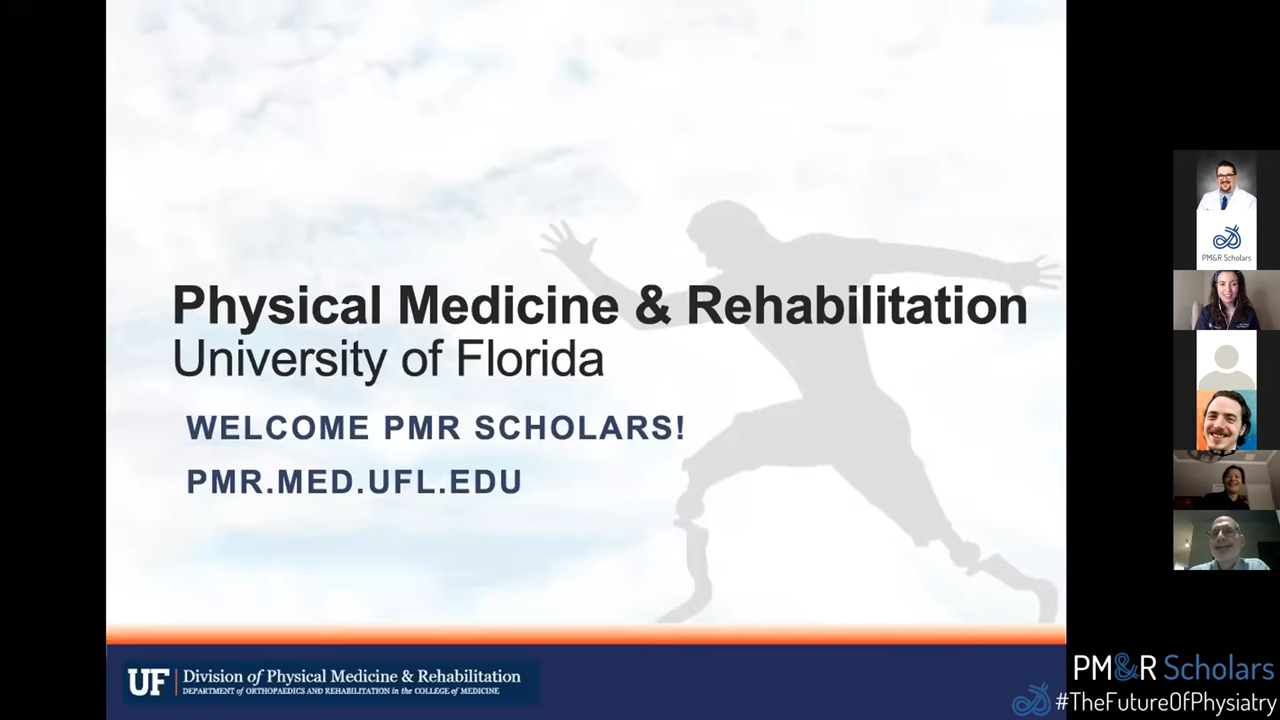 Physical Medicine & Rehabilitation
University of Florida
WELCOME PMR SCHOLARS!
PMR.MED.UFL.EDU
UF Division of Physical Medicine & Rehabilitation
DEPARTMENT of ORTHOPAEDICS AND REHABILITATION in the COLLEGE of MEDICINE
PM&R Scholars
PM&R Scholars
#TheFutureOfPhysiatry